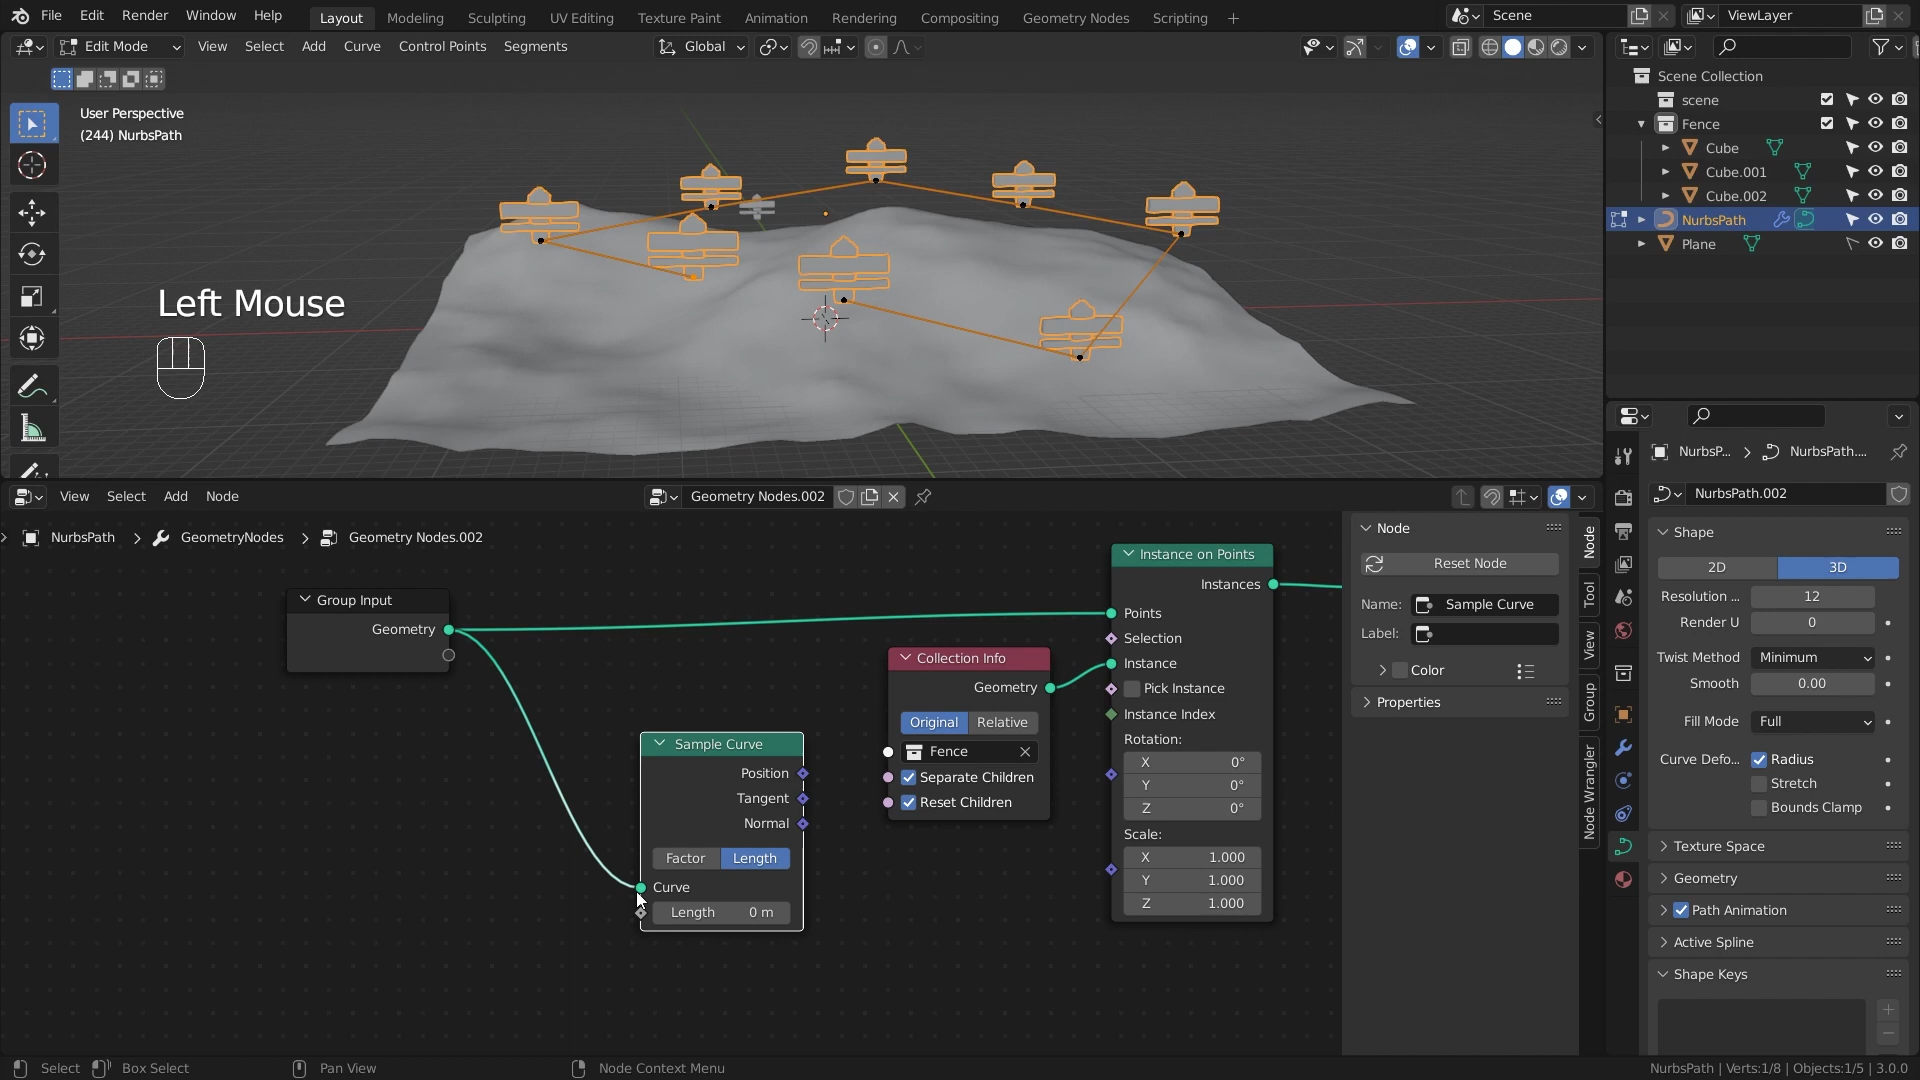 File Edit Render Window Help Layout Modeling Sculpting UV Editing Texture Paint Animation Rendering Compositing Geometry Nodes Scripting + Scene ViewLayer
Edit Mode View Select Add Curve Control Points Segments Global
Scene Collection
scene
Fence
Cube
Cube.001
Cube.002
NurbsPath
Plane
User Perspective
(244) NurbsPath
Left Mouse
View Select Add Node Geometry Nodes.002
NurbsPath > GeometryNodes > Geometry Nodes.002
Group Input
Geometry
Sample Curve
Position
Tangent
Normal
Factor Length
Curve
Length 0 m
Collection Info
Geometry
Original Relative
Fence
Separate Children
Reset Children
Instance on Points
Instances
Points
Selection
Instance
Pick Instance
Instance Index
Rotation:
X 0°
Y 0°
Z 0°
Scale:
X 1.000
Y 1.000
Z 1.000
Node
Reset Node
Name: Sample Curve
Label:
Color
Properties
Node
Tool
View
Group
Node Wrangler
NurbsP... > NurbsPath....
NurbsPath.002
Shape
2D 3D
Resolution ... 12
Render U 0
Twist Method Minimum
Smooth 0.00
Fill Mode Full
Curve Defo... Radius
Stretch
Bounds Clamp
Texture Space
Geometry
Path Animation
Active Spline
Shape Keys
Select Box Select Pan View Node Context Menu NurbsPath | Verts:1/8 | Objects:1/5 | 3.0.0